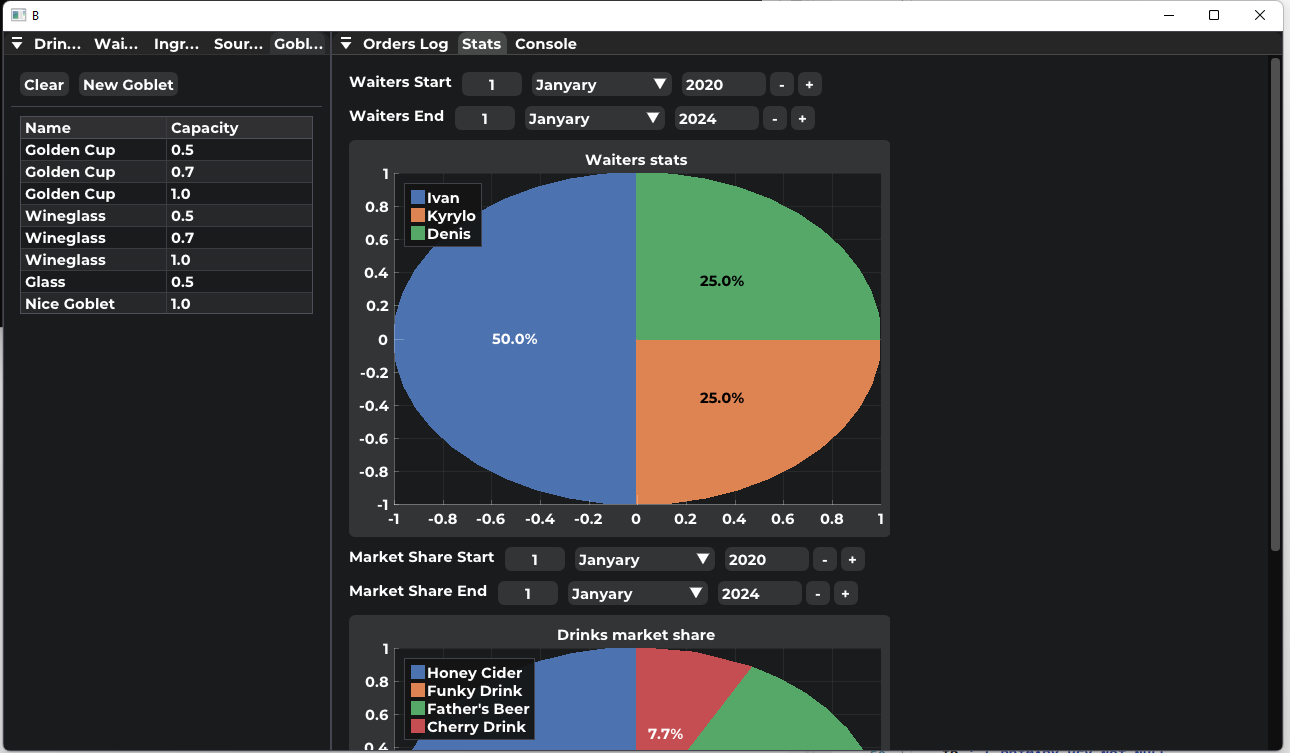 B
Drin... Wai... Ingr... Sour... Gobl...
Orders Log Stats Console
Clear New Goblet
Name Capacity
Golden Cup 0.5
Golden Cup 0.7
Golden Cup 1.0
Wineglass 0.5
Wineglass 0.7
Wineglass 1.0
Glass 0.5
Nice Goblet 1.0
Waiters Start 1 Janyary 2020 - +
Waiters End 1 Janyary 2024 - +
Waiters stats
Ivan
Kyrylo
Denis
1
0.8
0.6
0.4
0.2
0
-0.2
-0.4
-0.6
-0.8
-1
25.0%
50.0%
25.0%
-1 -0.8 -0.6 -0.4 -0.2 0 0.2 0.4 0.6 0.8 1
Market Share Start 1 Janyary 2020 - +
Market Share End 1 Janyary 2024 - +
Drinks market share
Honey Cider
Funky Drink
Father's Beer
Cherry Drink
1
0.8
0.6
0.4
7.7%